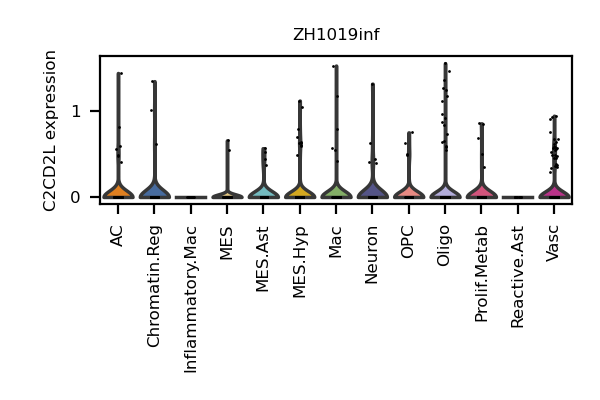 ZH1019inf
C2CD2L expression
1
0
AC
Chromatin.Reg
Inflammatory.Mac
MES
MES.Ast
MES.Hyp
Mac
Neuron
OPC
Oligo
Prolif.Metab
Reactive.Ast
Vasc